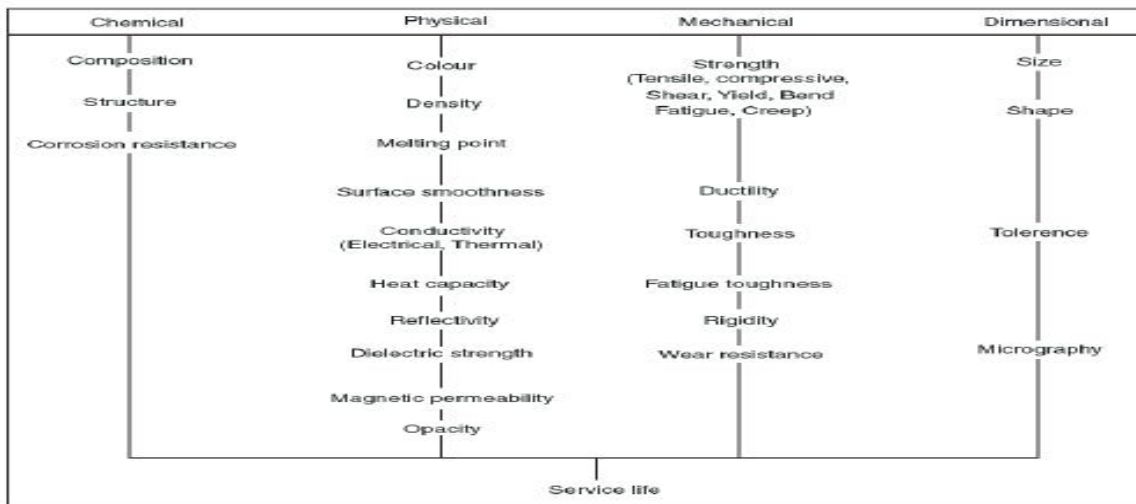 Chemical
Physical
Mechanical
Dimensional
Composition
Structure
Corrosion resistance
Colour
Density
Melting point
Surface smoothness
Conductivity
(Electrical, Thermal)
Heat capacity
Reflectivity
Dielectric strength
Magnetic permeability
Opacity
Strength
(Tensile, compressive,
Shear, Yield, Bend
Fatigue, Creep)
Ductility
Toughness
Fatigue toughness
Rigidity
Wear resistance
Size
Shape
Tolerence
Micrography
Service life